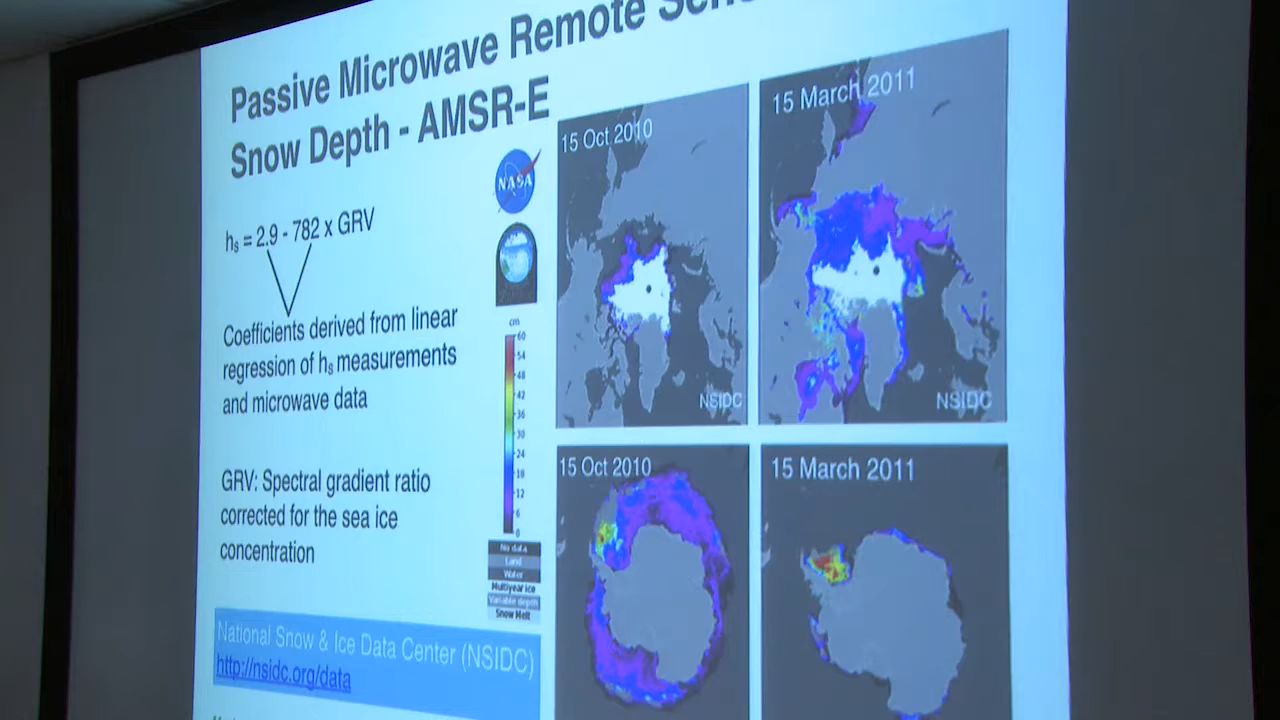 Passive Microwave Remote
Snow Depth - AMSR-E
NASA
hs = 2.9 - 782 x GRV
Coefficients derived from linear
regression of hs measurements
and microwave data
GRV: Spectral gradient ratio
corrected for the sea ice
concentration
National Snow & Ice Data Center (NSIDC)
http://nsidc.org/data
cm
60
54
48
42
36
30
24
18
12
6
0
No data
Land
Water
Multiyear ice
Variable depth
Snow Melt
15 Oct 2010
NSIDC
15 March 2011
NSIDC
15 Oct 2010
15 March 2011